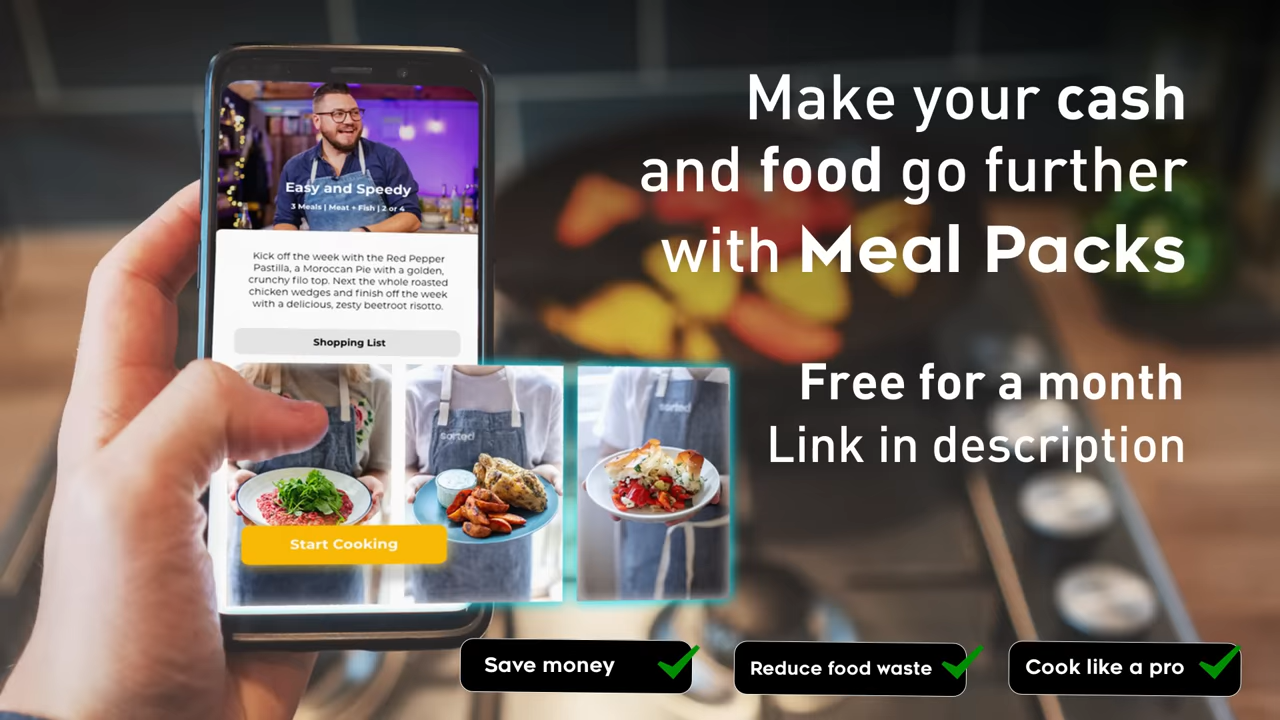 Easy and Speedy
3 Meals | Meat + Fish | 2 or 4
Kick off the week with the Red Pepper
Pastilla, a Moroccan Pie with a golden,
crunchy filo top. Next the whole roasted
chicken wedges and finish off the week
with a delicious, zesty beetroot risotto.
Shopping List
sorted
sorted
Start Cooking
Make your cash
and food go further
with Meal Packs
Free for a month
Link in description
Save money
Reduce food waste
Cook like a pro